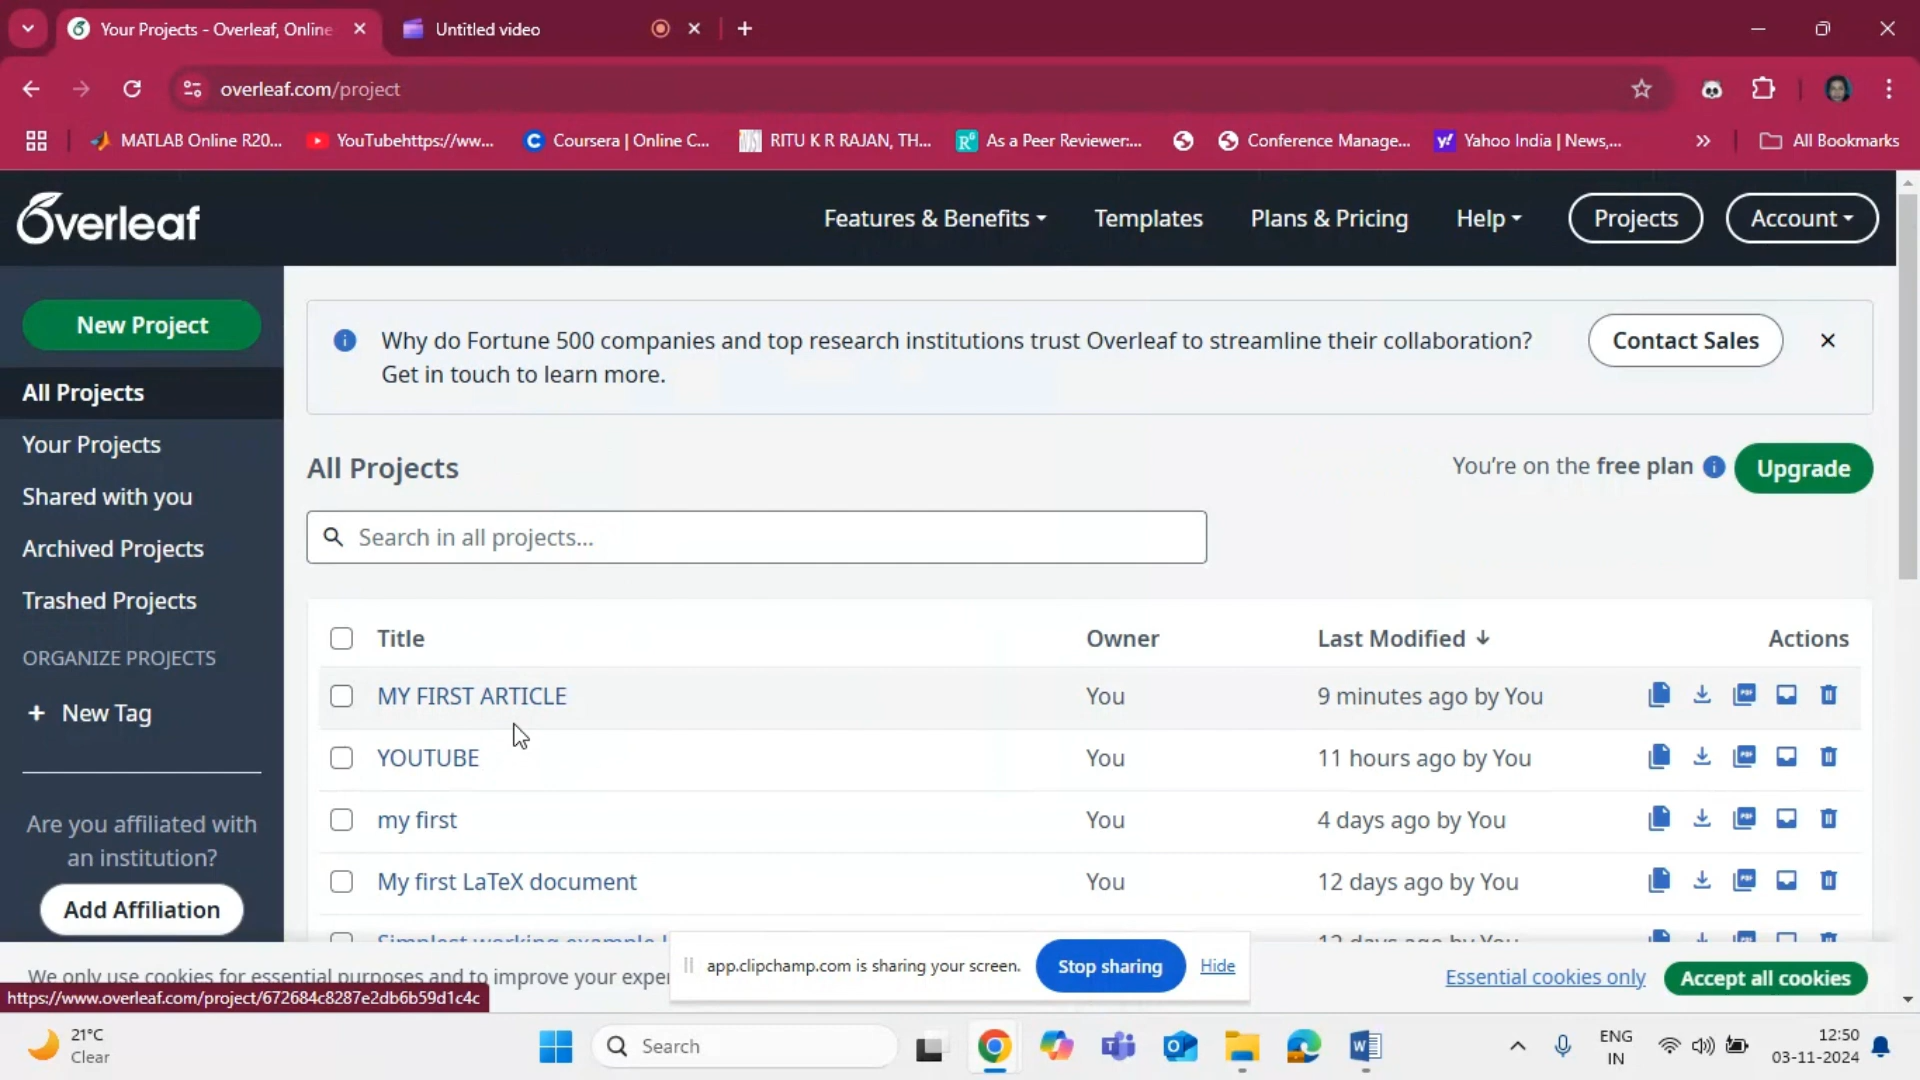 Your Projects - Overleaf, Online
Untitled video
overleaf.com/project
MATLAB Online R20...
YouTubehttps://ww...
Coursera | Online C...
RITU K R RAJAN, TH...
As a Peer Reviewer:...
Conference Manage...
Yahoo India | News,...
All Bookmarks
Overleaf
Features & Benefits
Templates
Plans & Pricing
Help
Projects
Account
New Project
All Projects
Your Projects
Shared with you
Archived Projects
Trashed Projects
ORGANIZE PROJECTS
+ New Tag
Are you affiliated with
an institution?
Add Affiliation
Why do Fortune 500 companies and top research institutions trust Overleaf to streamline their collaboration?
Get in touch to learn more.
Contact Sales
All Projects
You're on the free plan
Upgrade
Search in all projects...
Title Owner Last Modified Actions
MY FIRST ARTICLE You 9 minutes ago by You
YOUTUBE You 11 hours ago by You
my first You 4 days ago by You
My first LaTeX document You 12 days ago by You
Simplest working example 12 days ago by You
We only use cookies for essential purposes and to improve your
app.clipchamp.com is sharing your screen.
Stop sharing
Hide
Essential cookies only
Accept all cookies
https://www.overleaf.com/project/672684c8287e2db6b59d1c4c
21°C
Clear
Search
ENG
IN
12:50
03-11-2024